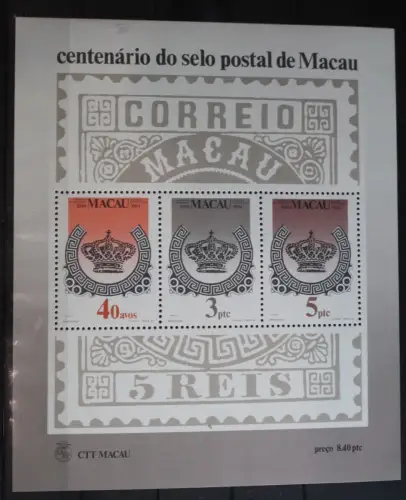 centenário do selo postal de Macau
CORREIO
MACAU
MACAU MACAU MACAU
40 avos 3 ptc 5 ptc
5 REIS
CTT MACAU
preço 8.40 ptc